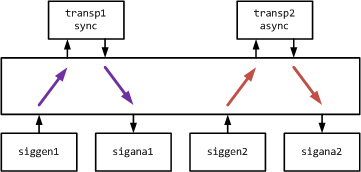 transp1
sync
transp2
async
siggen1
sigana1
siggen2
sigana2